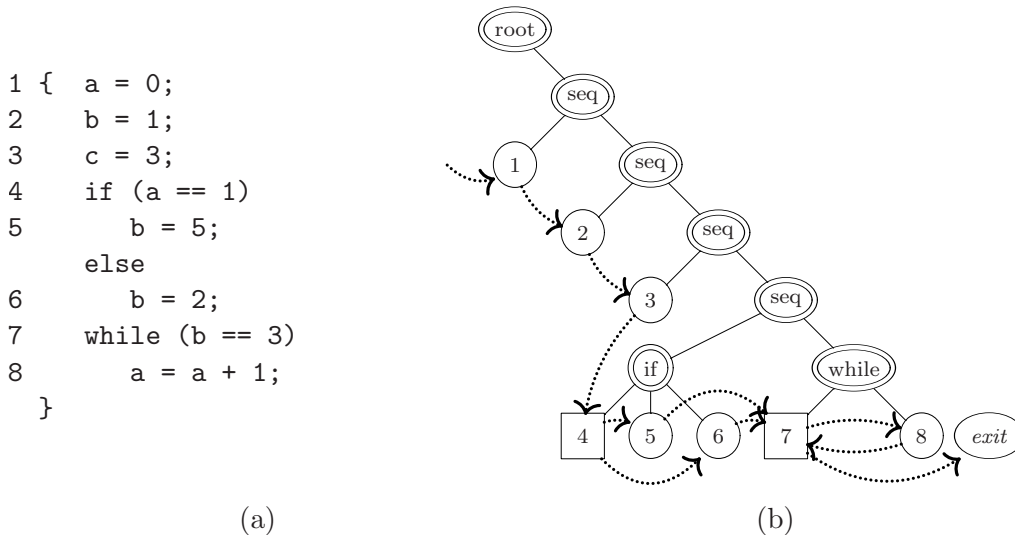 1 {  a = 0;
2    b = 1;
3    c = 3;
4    if (a == 1)
5       b = 5;
     else
6       b = 2;
7    while (b == 3)
8       a = a + 1;
  }
(a)
root
seq
1 seq
2 seq
3 seq
if while
4 5 6 7 8 exit
(b)